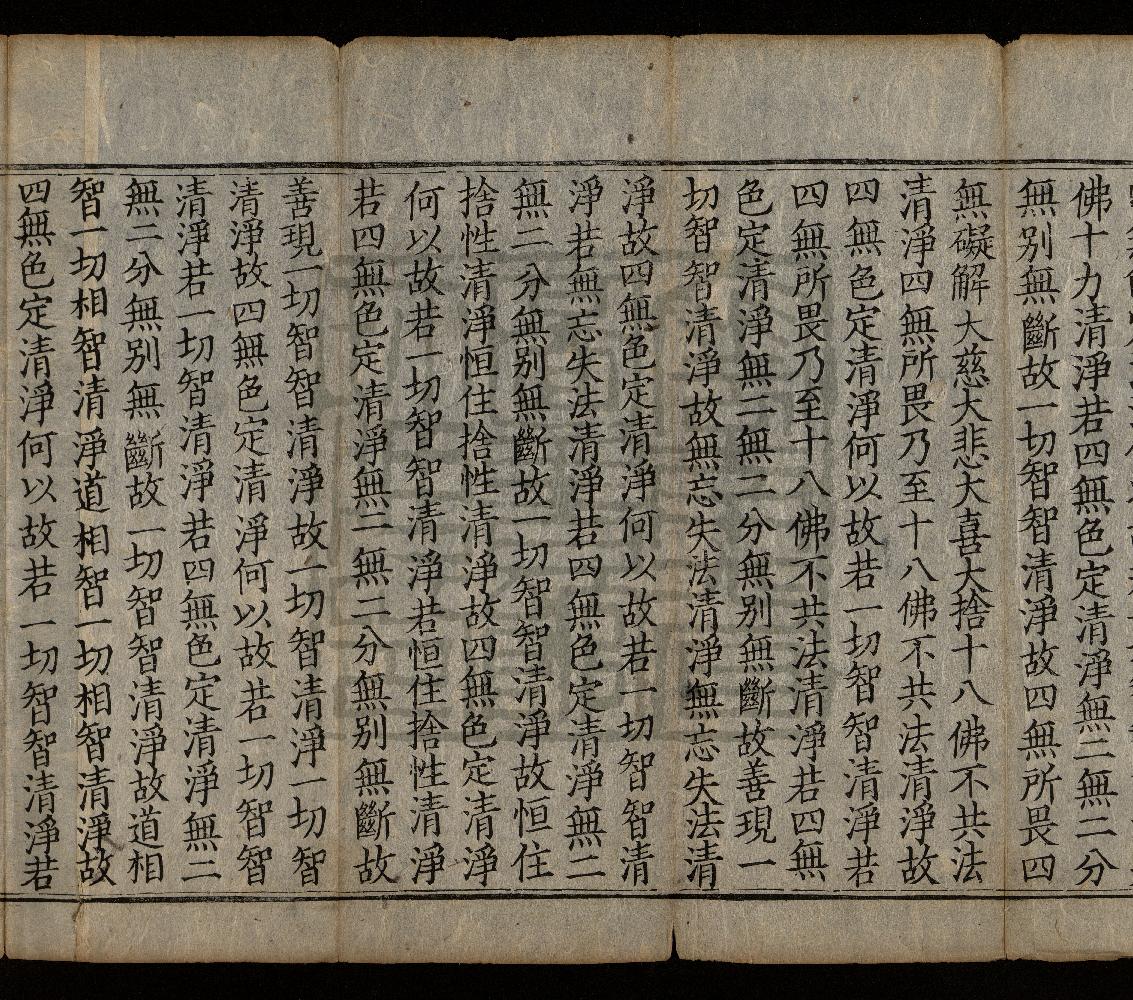 佛十力清淨若四無色定清淨無二無二分
無別無斷故一切智智清淨故四無所畏四
無礙解大慈大悲大喜大捨十八佛不共法
清淨四無所畏乃至十八佛不共法清淨故
四無色定清淨何以故若一切智智清淨若
四無所畏乃至十八佛不共法清淨若四無
色定清淨無二無二分無別無斷故善現一
切智智清淨故無忘失法清淨無忘失法清
淨故四無色定清淨何以故若一切智智清
淨若無忘失法清淨若四無色定清淨無二
無二分無別無斷故一切智智清淨故恒住
捨性清淨恒住捨性清淨故四無色定清淨
何以故若一切智智清淨若恒住捨性清淨
若四無色定清淨無二無二分無別無斷故
善現一切智智清淨故一切智清淨一切智
清淨故四無色定清淨何以故若一切智智
清淨若一切智清淨若四無色定清淨無二
無二分無別無斷故一切智智清淨故道相
智一切相智清淨道相智一切相智清淨故
四無色定清淨何以故若一切智智清淨若